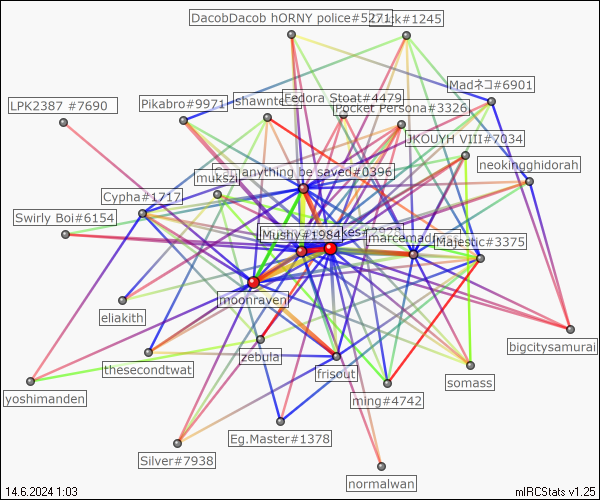 DacobDacob hORNY police#5271
ck#1245
Madネコ#6901
LPK2387 #7690
Pikabro#9971
shawnte
Fedora Stoat#4479
Pocket Persona#3326
JKOUYH VIII#7034
neokingghidorah
mukszi
anything be saved#0396
Cypha#1717
Swirly Boi#6154
Mushy#1984
marcemad
Majestic#3375
moonraven
eliakith
bigcitysamurai
thesecondtwat
zebula
frisout
somass
yoshimanden
ming#4742
Eg.Master#1378
Silver#7938
normalwan
14.6.2024 1:03
mIRCStats v1.25